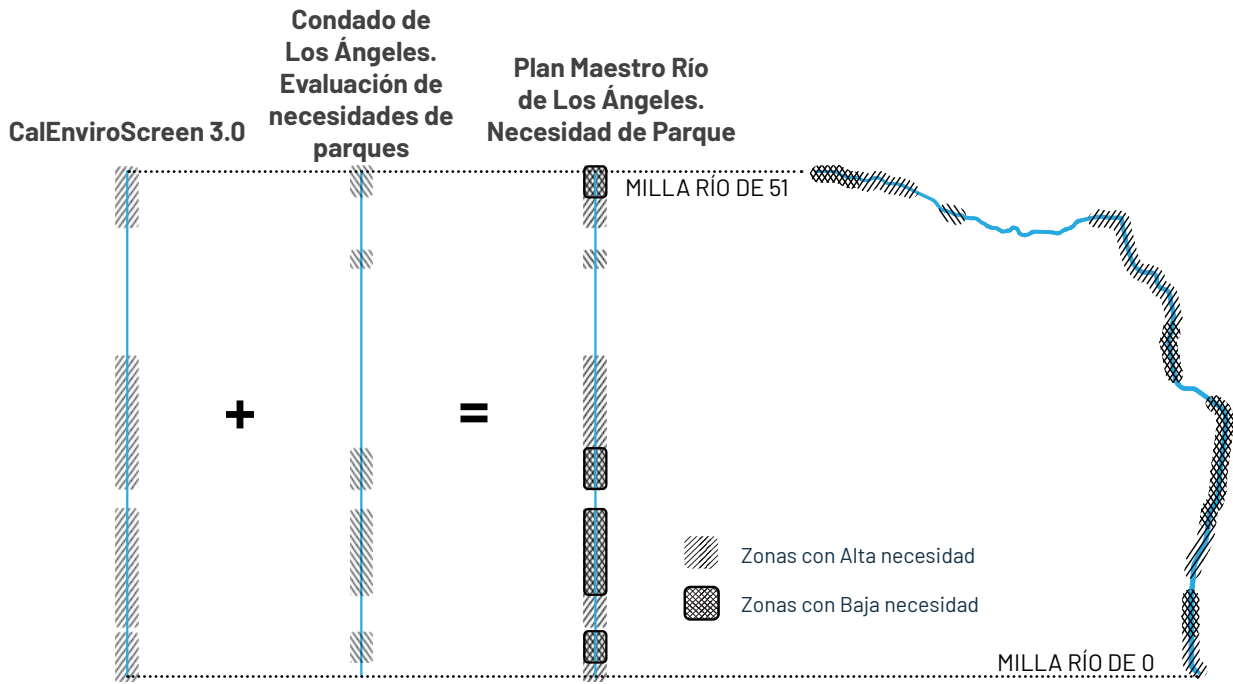 CalEnviroScreen 3.0
Condado de
Los Ángeles.
Evaluación de
necesidades de
parques
Plan Maestro Río
de Los Ángeles.
Necesidad de Parque
MILLA RÍO DE 51
+
=
Zonas con Alta necesidad
Zonas con Baja necesidad
MILLA RÍO DE 0